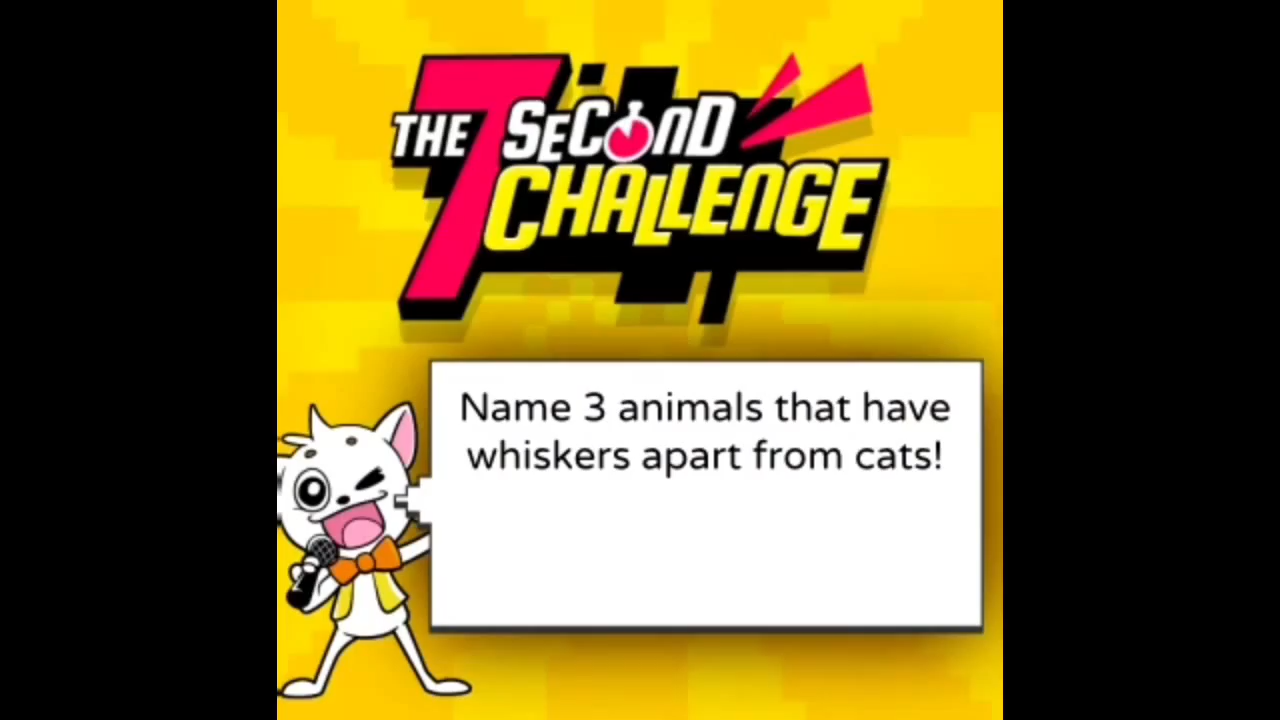 THE 7 SECOND
CHALLENGE
Name 3 animals that have
whiskers apart from cats!